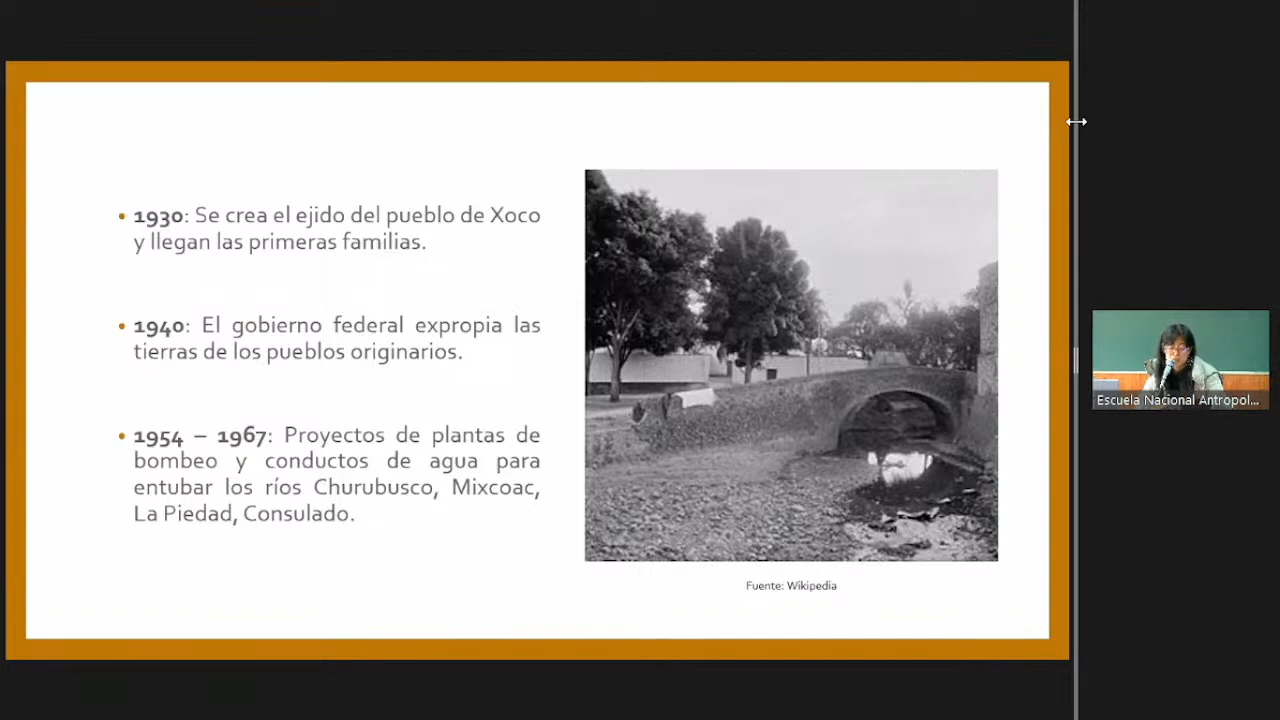 • 1930: Se crea el ejido del pueblo de Xoco
y llegan las primeras familias.
• 1940: El gobierno federal expropia las
tierras de los pueblos originarios.
• 1954 – 1967: Proyectos de plantas de
bombeo y conductos de agua para
entubar los ríos Churubusco, Mixcoac,
La Piedad, Consulado.
Fuente: Wikipedia
Escuela Nacional Antropol...